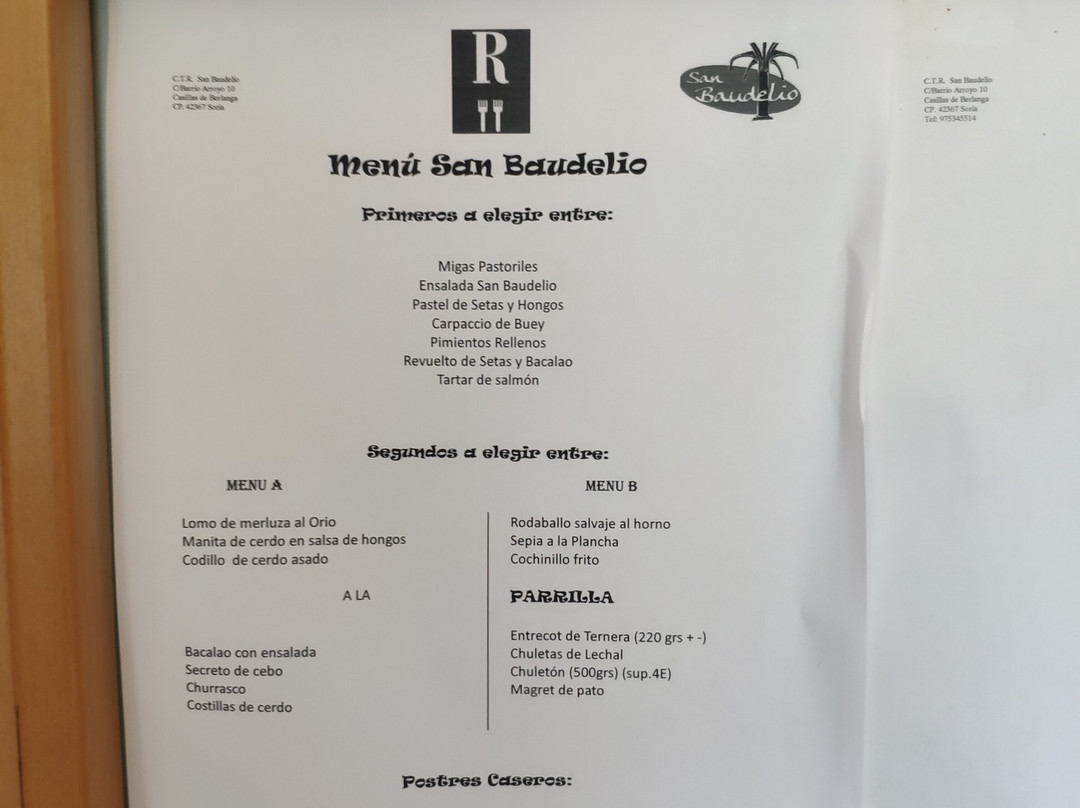 C.T.R. San Baudelio
C/Barrio Arroyo 10
Casillas de Berlanga
CP. 42367 Soria
R
San
Baudelio
C.T.R. San Baudelio
C/Barrio Arroyo 10
Casillas de Berlanga
CP. 42367 Soria
Telf: 975345514
Menú San Baudelio
Primeros a elegir entre:
Migas Pastoriles
Ensalada San Baudelio
Pastel de Setas y Hongos
Carpaccio de Buey
Pimientos Rellenos
Revuelto de Setas y Bacalao
Tartar de salmón
Segundos a elegir entre:
MENU A
Lomo de merluza al Orio
Manita de cerdo en salsa de hongos
Codillo de cerdo asado
MENU B
Rodaballo salvaje al horno
Sepia a la Plancha
Cochinillo frito
A LA PARRILLA
Bacalao con ensalada
Secreto de cebo
Churrasco
Costillas de cerdo
Entrecot de Ternera (220 grs + -)
Chuletas de Lechal
Chuletón (500grs) (sup.4E)
Magret de pato
Postres Caseros: